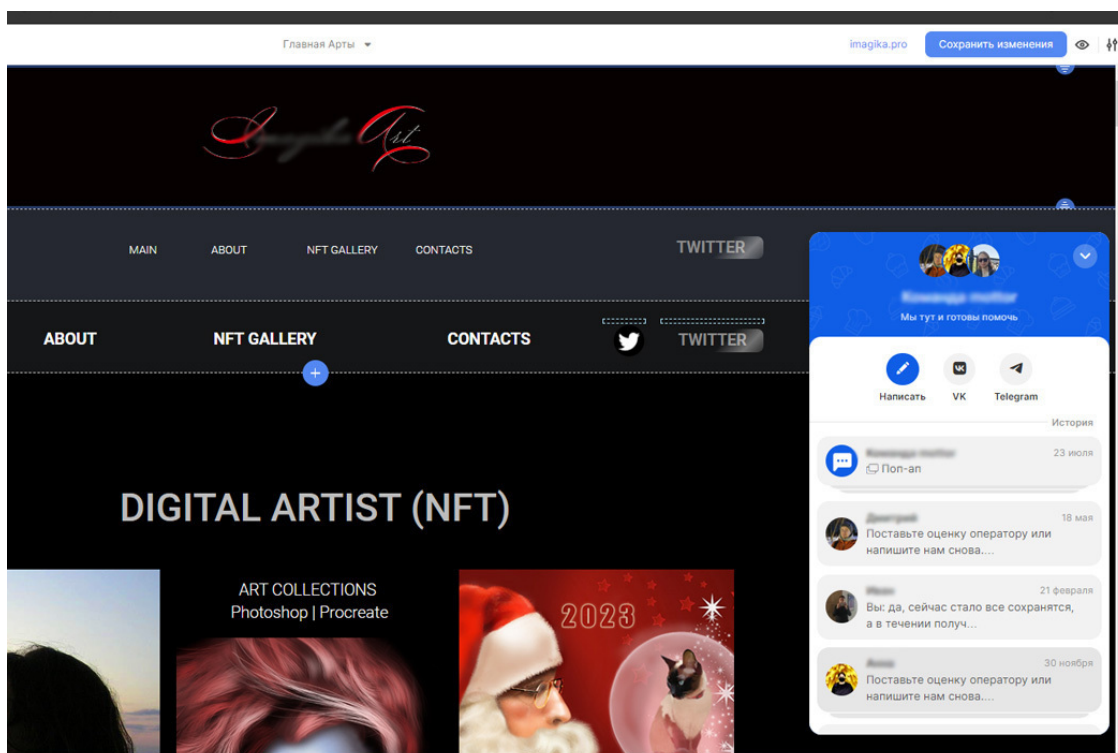 Главная Арты
imagika.pro
Сохранить изменения
Art
MAIN
ABOUT
NFT GALLERY
CONTACTS
TWITTER
ABOUT
NFT GALLERY
CONTACTS
TWITTER
DIGITAL ARTIST (NFT)
ART COLLECTIONS
Photoshop | Procreate
2023
Мы тут и готовы помочь
Написать
VK
Telegram
История
23 июля
Поп-ап
18 мая
Поставьте оценку оператору или
напишите нам снова....
21 февраля
Вы: да, сейчас стало все сохранятся,
а в течении получ...
30 ноября
Поставьте оценку оператору или
напишите нам снова....